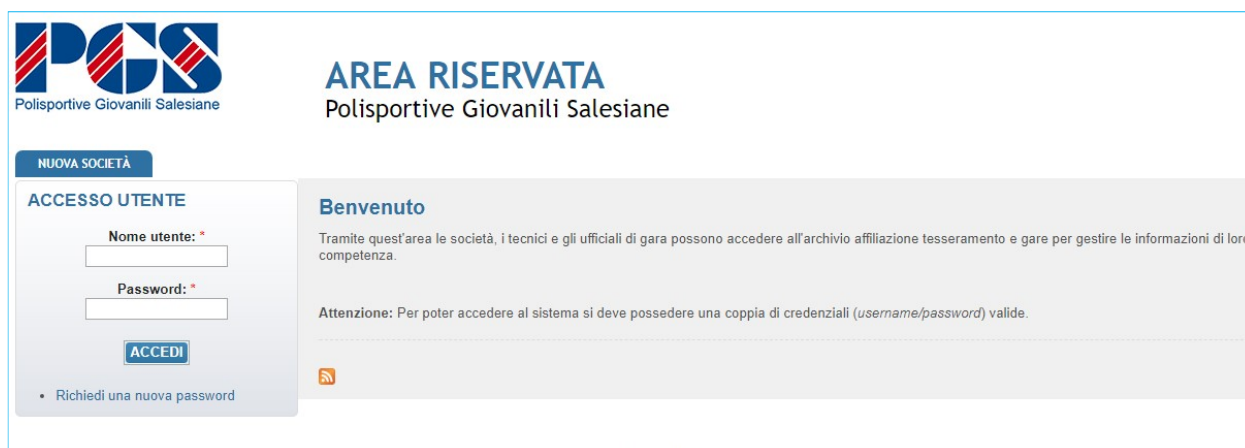 PGS
Polisportive Giovanili Salesiane
AREA RISERVATA
Polisportive Giovanili Salesiane
NUOVA SOCIETÀ
ACCESSO UTENTE
Nome utente: *
Password: *
ACCEDI
• Richiedi una nuova password
Benvenuto
Tramite quest'area le società, i tecnici e gli ufficiali di gara possono accedere all'archivio affiliazione tesseramento e gare per gestire le informazioni di lor
competenza.
Attenzione: Per poter accedere al sistema si deve possedere una coppia di credenziali (username/password) valide.